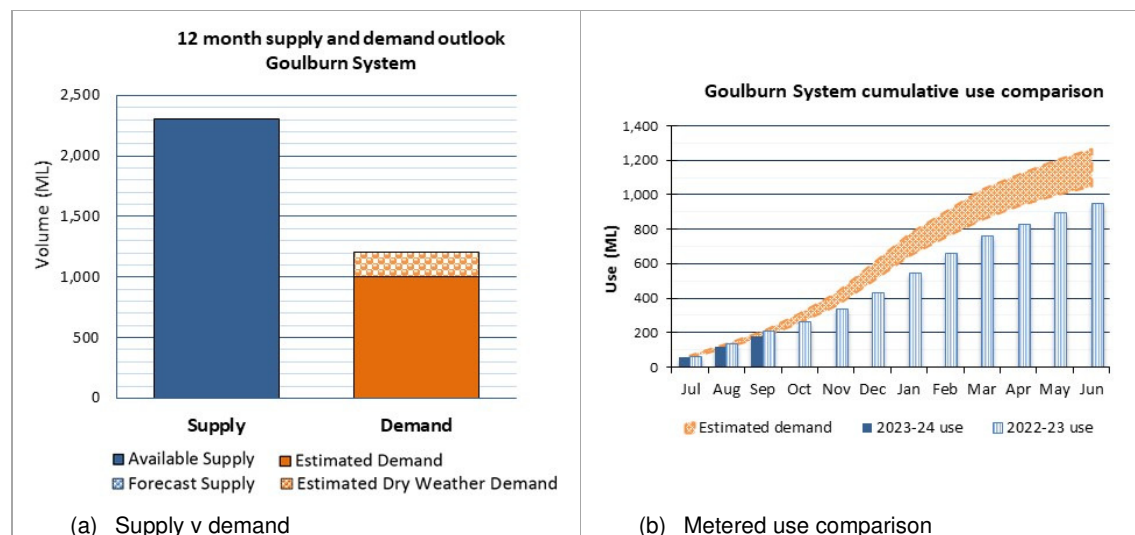 12 month supply and demand outlook
Goulburn System
2,500
2,000
1,500
1,000
500
0
Volume (ML)
Supply
Demand
Available Supply
Estimated Demand
Forecast Supply
Estimated Dry Weather Demand
(a) Supply v demand
Goulburn System cumulative use comparison
1,400
1,200
1,000
800
600
400
200
0
Use (ML)
Jul Aug Sep Oct Nov Dec Jan Feb Mar Apr May Jun
Estimated demand 2023-24 use 2022-23 use
(b) Metered use comparison